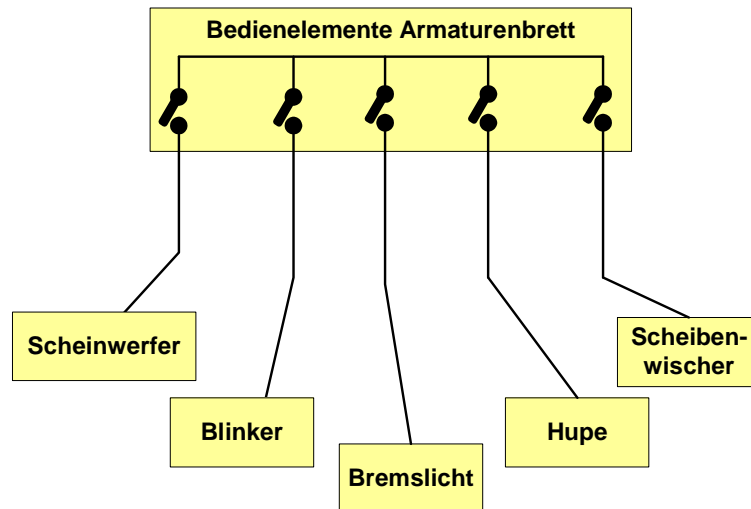 Bedienelemente Armaturenbrett
Scheinwerfer
Scheiben-
wischer
Blinker
Hupe
Bremslicht